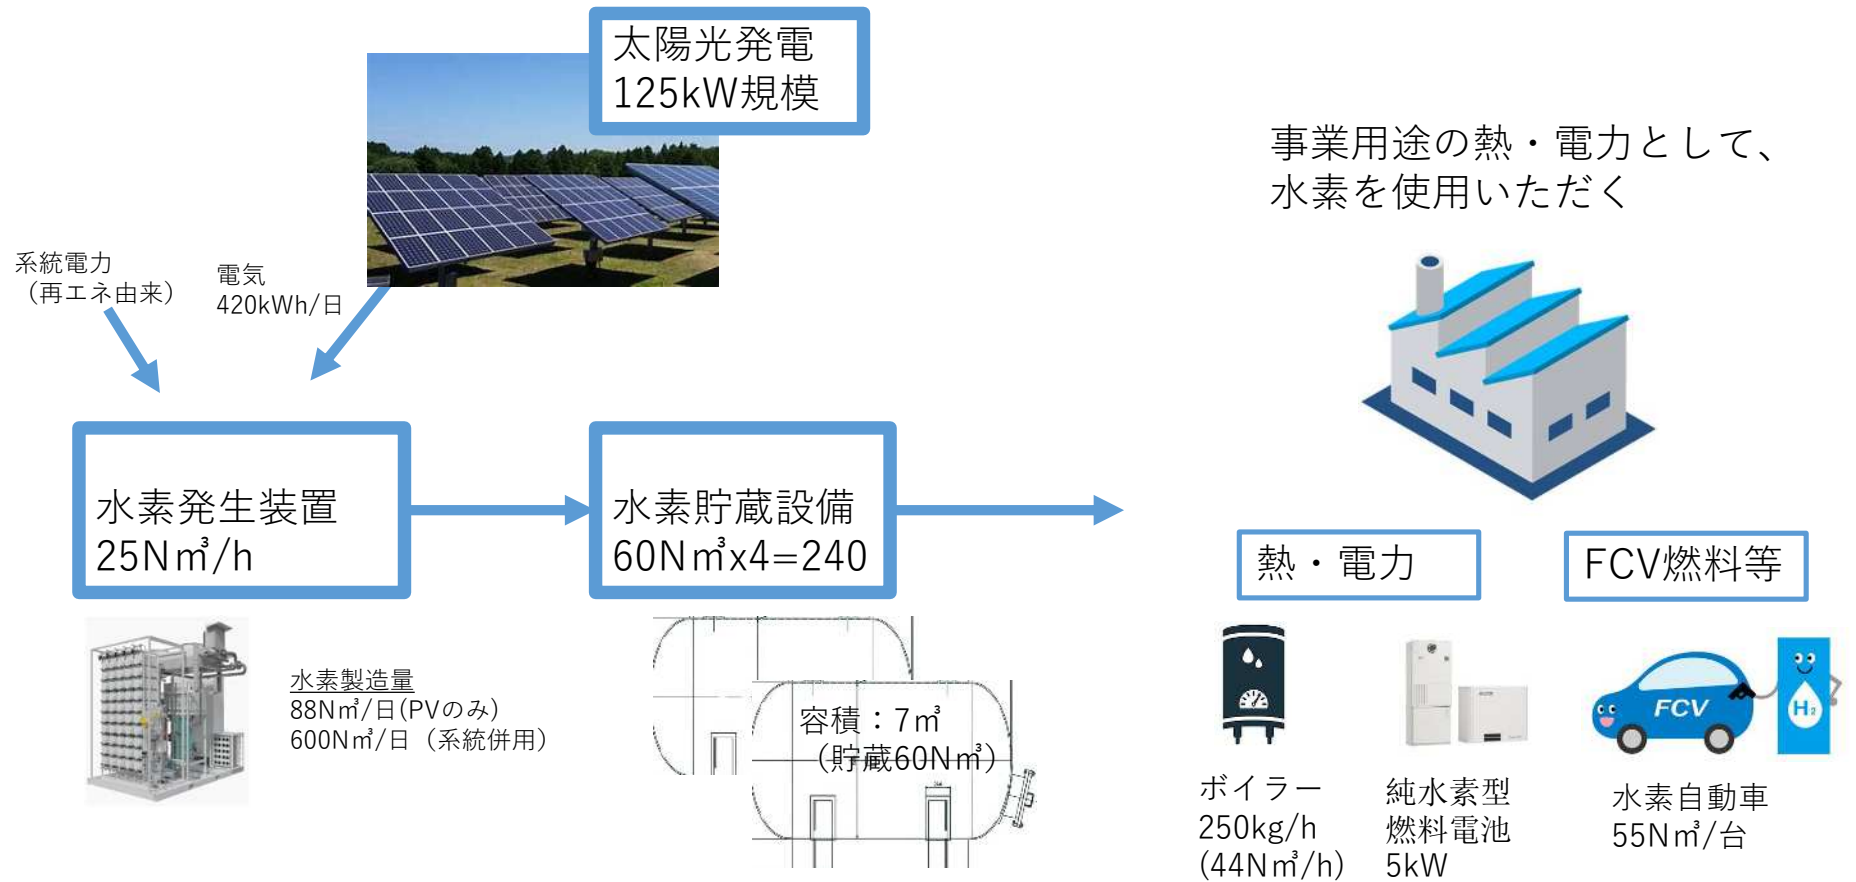 太陽光発電
125kW規模
事業用途の熱・電力として、
水素を使用いただく
系統電力
（再エネ由来）
電気
420kWh/日
水素発生装置
25N㎥/h
水素貯蔵設備
60N㎥x4=240
水素製造量
88N㎥/日(PVのみ)
600N㎥/日（系統併用）
容積：7㎥
（貯蔵60N㎥）
熱・電力
FCV燃料等
FCV
H₂
ボイラー
250kg/h
(44N㎥/h)
純水素型
燃料電池
5kW
水素自動車
55N㎥/台